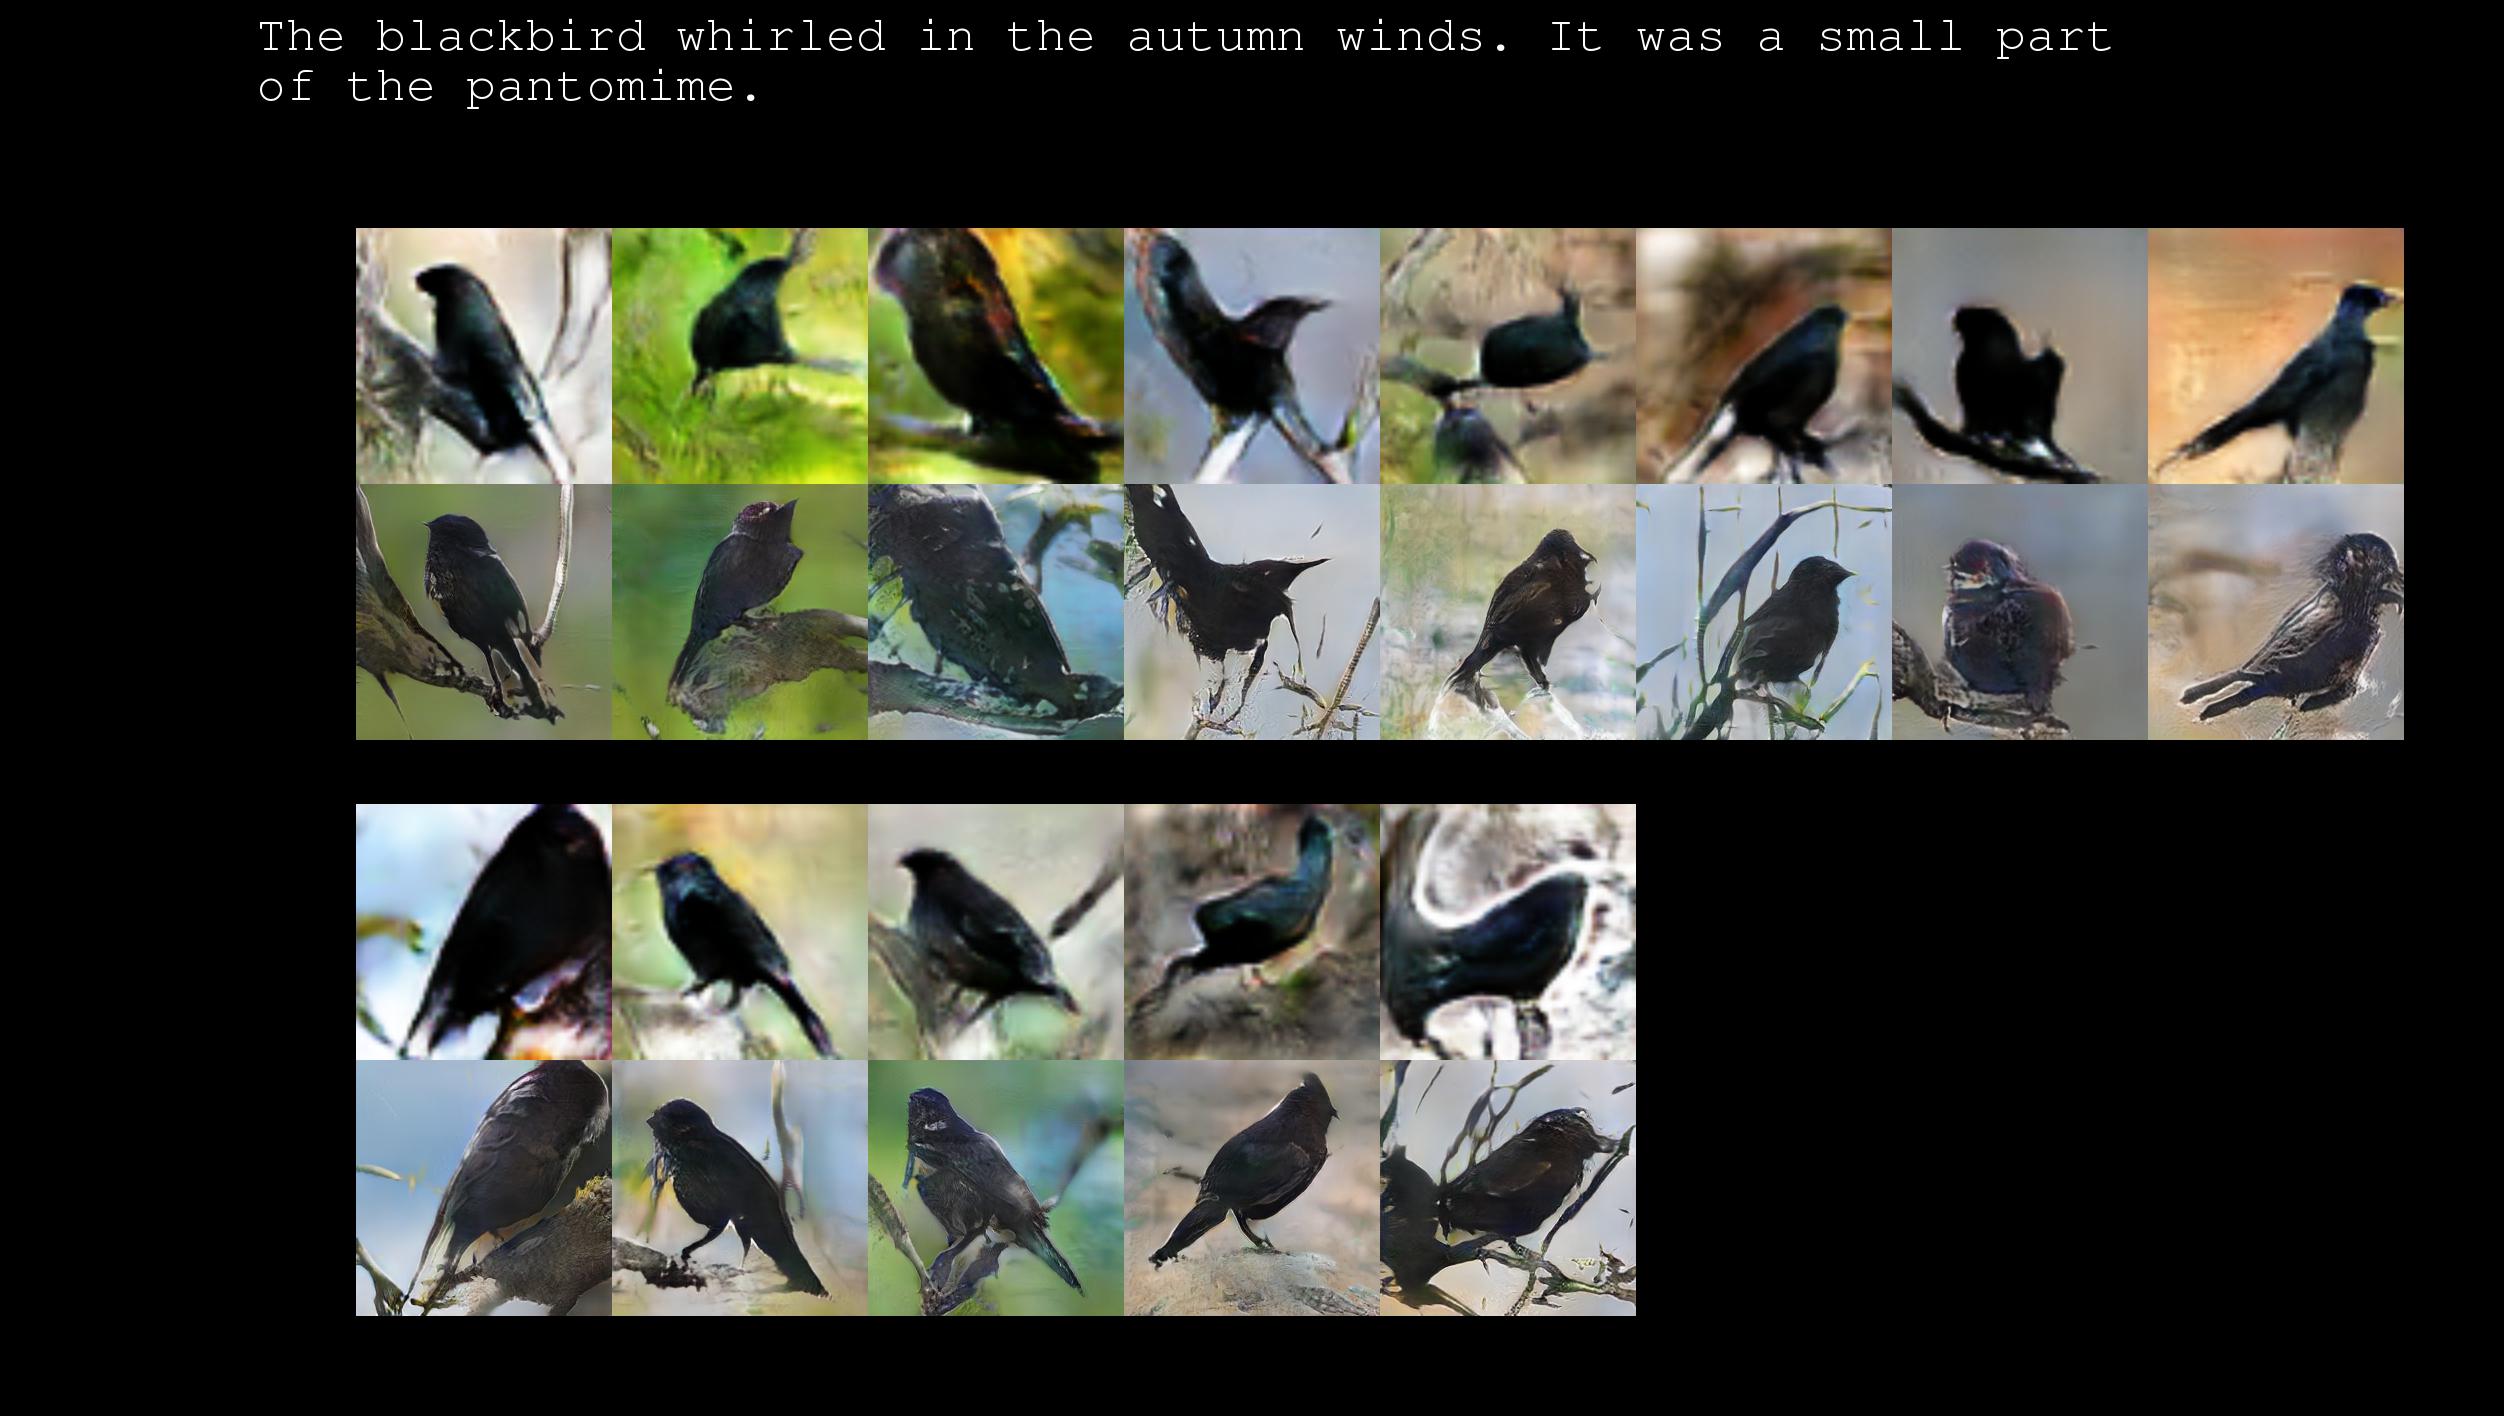 The blackbird whirled in the autumn winds. It was a small part
of the pantomime.